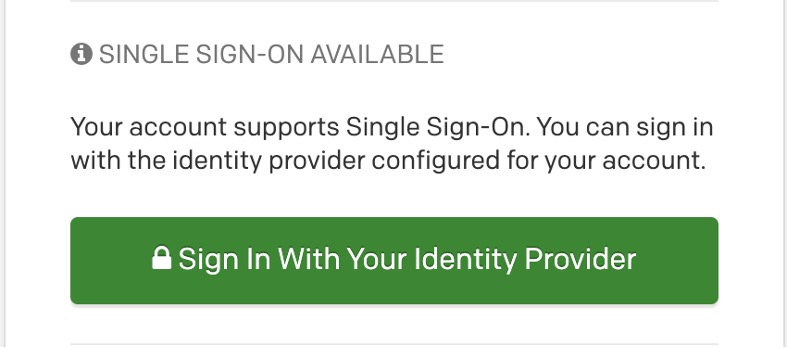 SINGLE SIGN-ON AVAILABLE
Your account supports Single Sign-On. You can sign in
with the identity provider configured for your account.
Sign In With Your Identity Provider